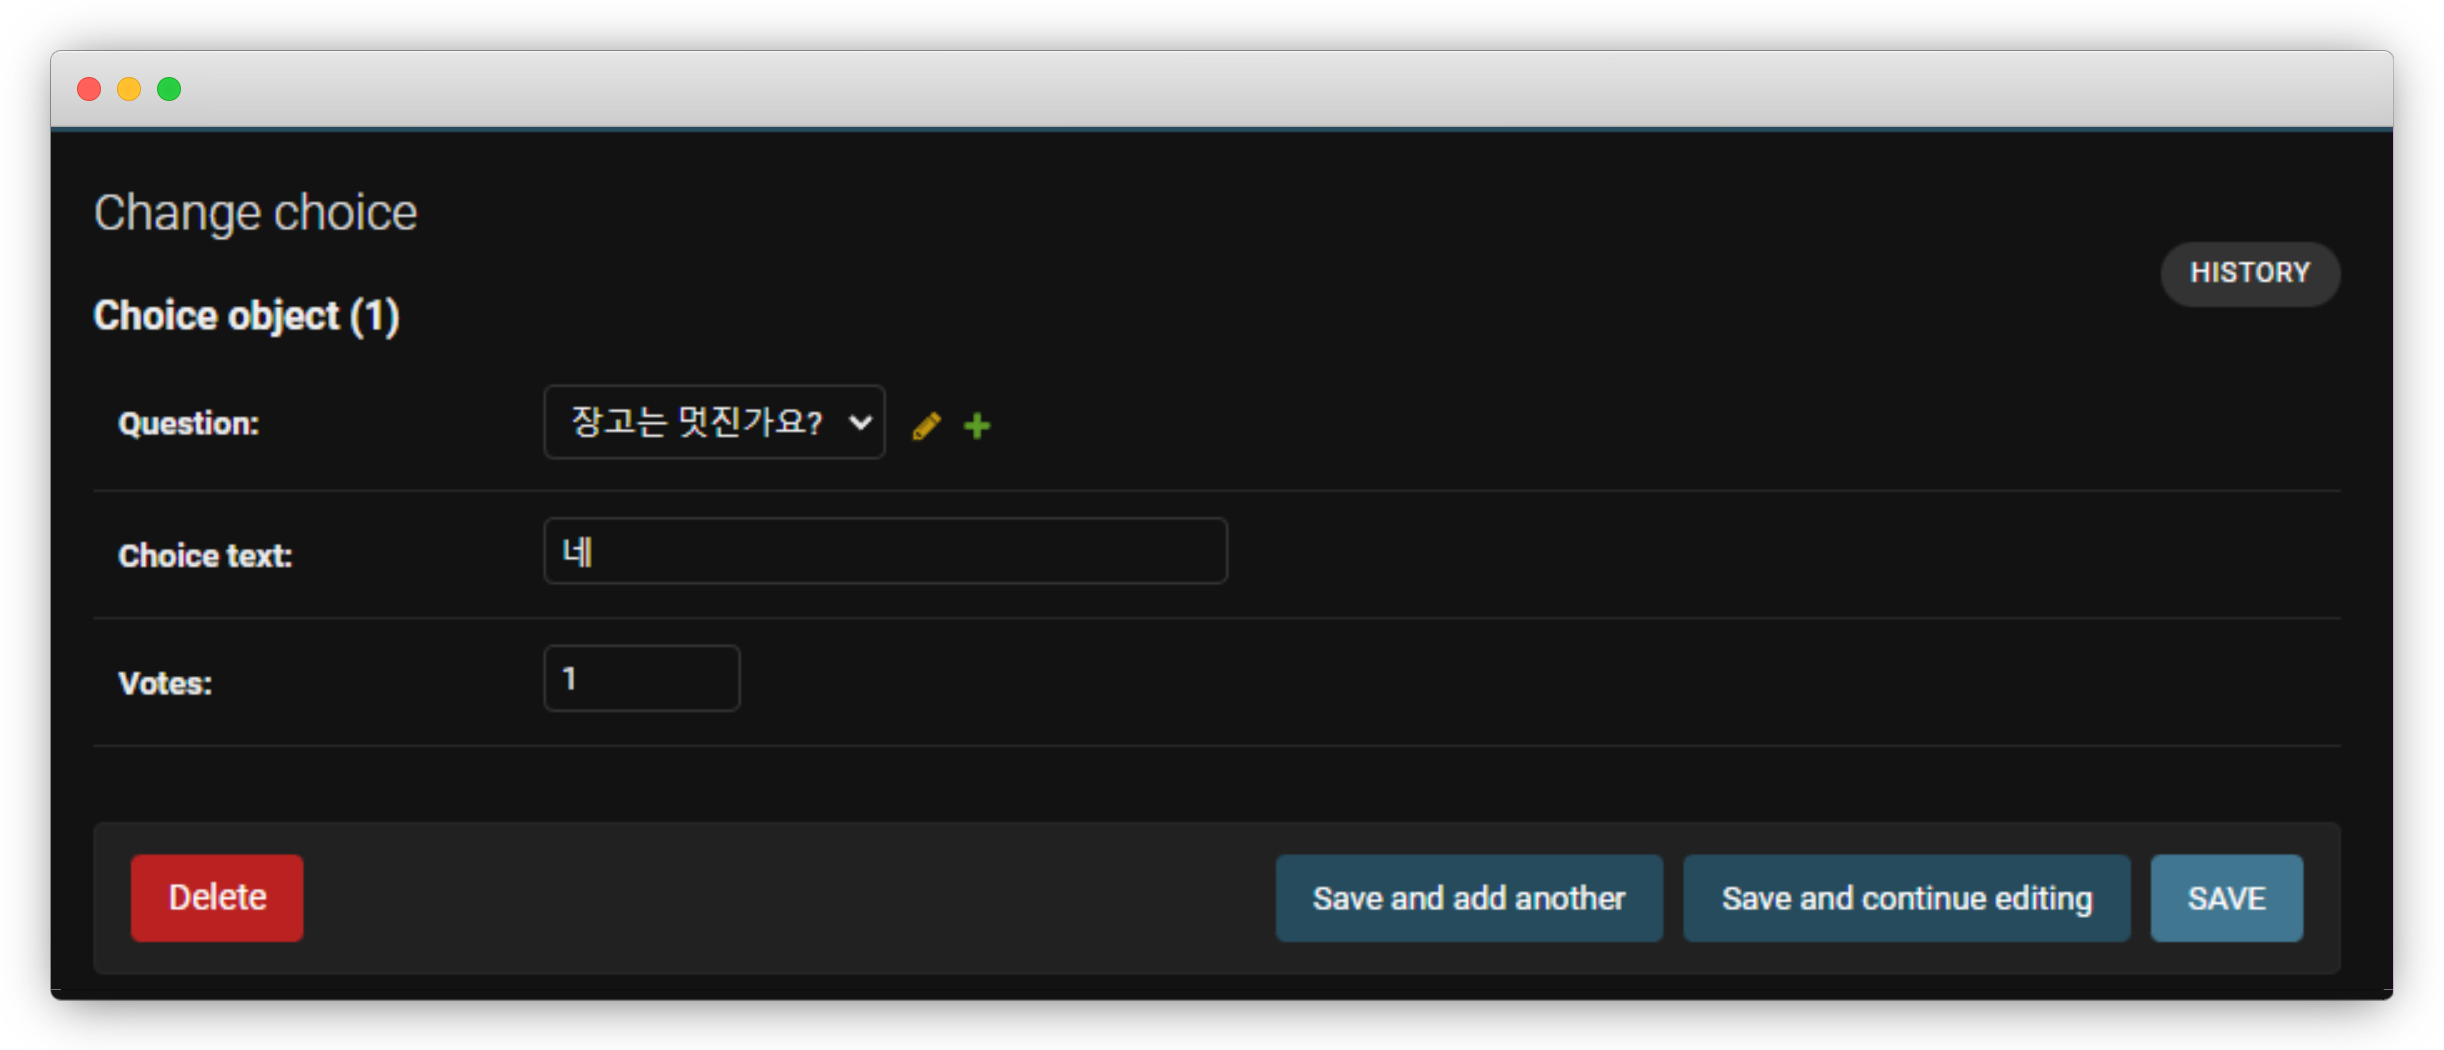 Change choice
HISTORY
Choice object (1)
Question: 장고는 멋진가요?
Choice text: 네
Votes: 1
Delete Save and add another Save and continue editing SAVE